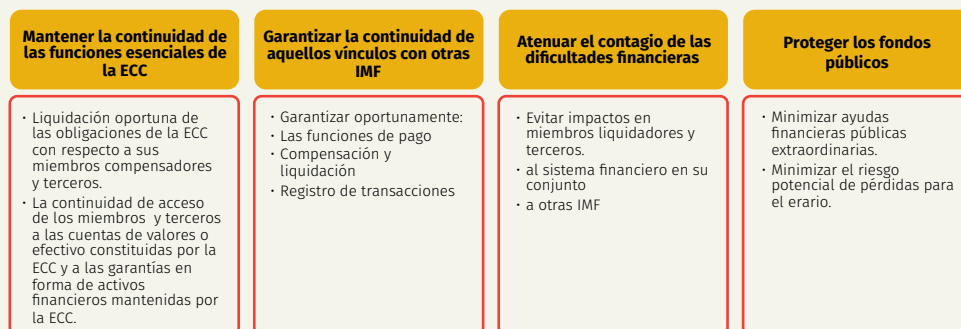 Mantener la continuidad de
las funciones esenciales de
la ECC
· Liquidación oportuna de
las obligaciones de la ECC
con respecto a sus
miembros compensadores
y terceros.
· La continuidad de acceso
de los miembros y terceros
a las cuentas de valores o
efectivo constituidas por la
ECC y a las garantías en
forma de activos
financieros mantenidas por
la ECC.
Garantizar la continuidad de
aquellos vínculos con otras
IMF
· Garantizar oportunamente:
· Las funciones de pago
· Compensación y
liquidación
· Registro de transacciones
Atenuar el contagio de las
dificultades financieras
· Evitar impactos en
miembros liquidadores y
terceros.
· al sistema financiero en su
conjunto
· a otras IMF
Proteger los fondos
públicos
· Minimizar ayudas
financieras públicas
extraordinarias.
· Minimizar el riesgo
potencial de pérdidas para
el erario.